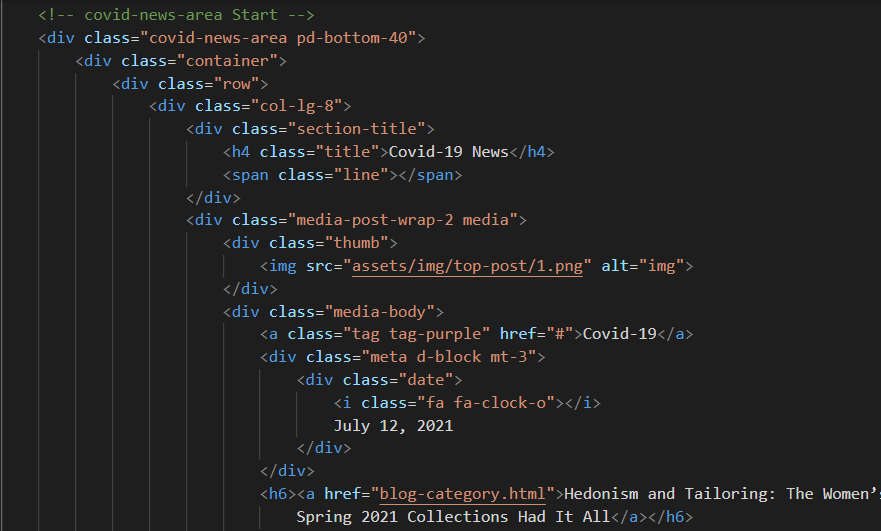 <!-- covid-news-area Start -->
<div class="covid-news-area pd-bottom-40">
<div class="container">
<div class="row">
<div class="col-lg-8">
<div class="section-title">
<h4 class="title">Covid-19 News</h4>
<span class="line"></span>
</div>
<div class="media-post-wrap-2 media">
<div class="thumb">
<img src="assets/img/top-post/1.png" alt="img">
</div>
<div class="media-body">
<a class="tag tag-purple" href="#">Covid-19</a>
<div class="meta d-block mt-3">
<div class="date">
<i class="fa fa-clock-o"></i>
July 12, 2021
</div>
</div>
<h6><a href="blog-category.html">Hedonism and Tailoring: The Women’s
Spring 2021 Collections Had It All</a></h6>